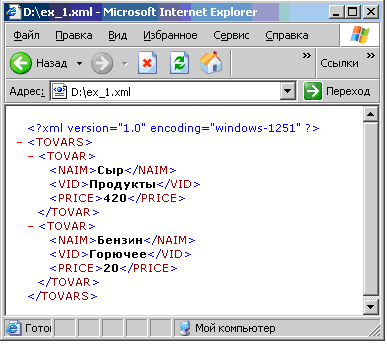 D:\ex_1.xml - Microsoft Internet Explorer
Файл Правка Вид Избранное Сервис Справка
Назад » Ссылки »
Адрес: D:\ex_1.xml Переход
<?xml version="1.0" encoding="windows-1251" ?>
- <TOVARS>
- <TOVAR>
<NAIM>Сыр</NAIM>
<VID>Продукты</VID>
<PRICE>420</PRICE>
</TOVAR>
- <TOVAR>
<NAIM>Бензин</NAIM>
<VID>Горючее</VID>
<PRICE>20</PRICE>
</TOVAR>
</TOVARS>
Готов Мой компьютер